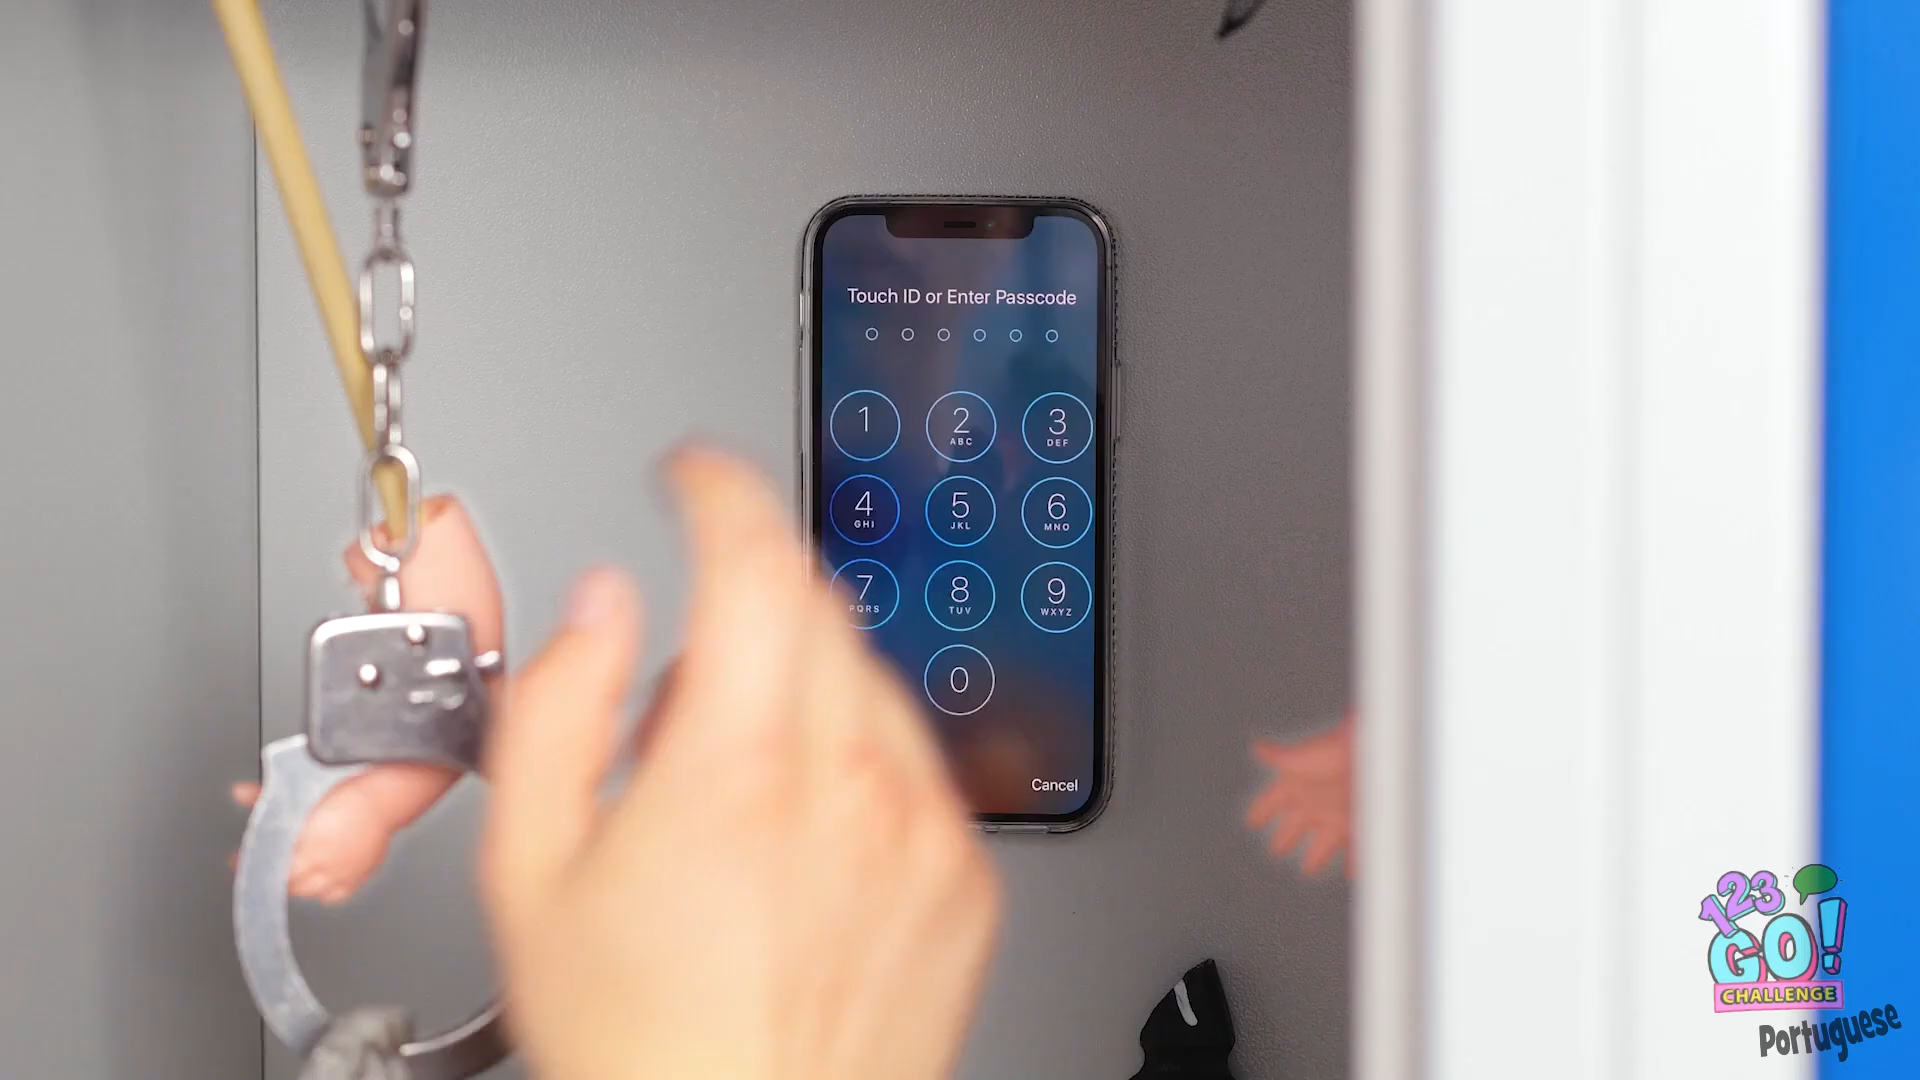 Touch ID or Enter Passcode
1
2
ABC
3
DEF
4
GHI
5
JKL
6
MNO
7
PQRS
8
TUV
9
WXYZ
0
Cancel
123
GO!
CHALLENGE
Portuguese